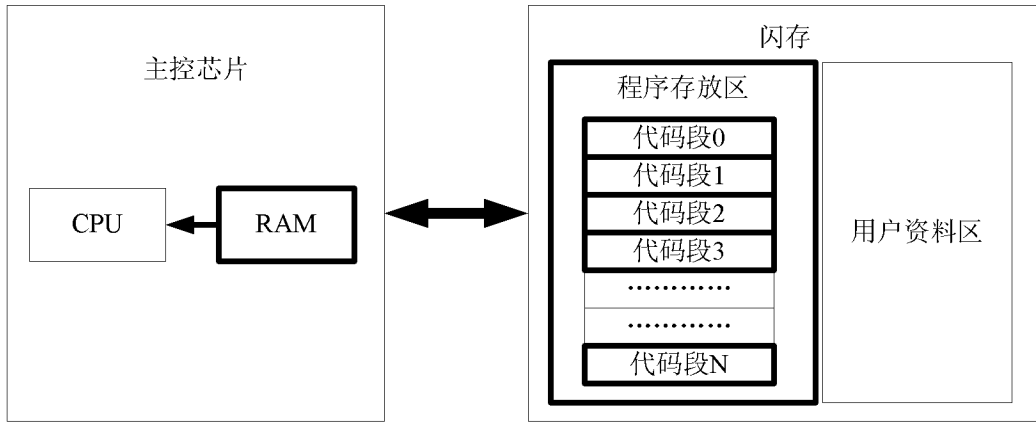 主控芯片
CPU
RAM
闪存
程序存放区
代码段0
代码段1
代码段2
代码段3
…………
…………
代码段N
用户资料区